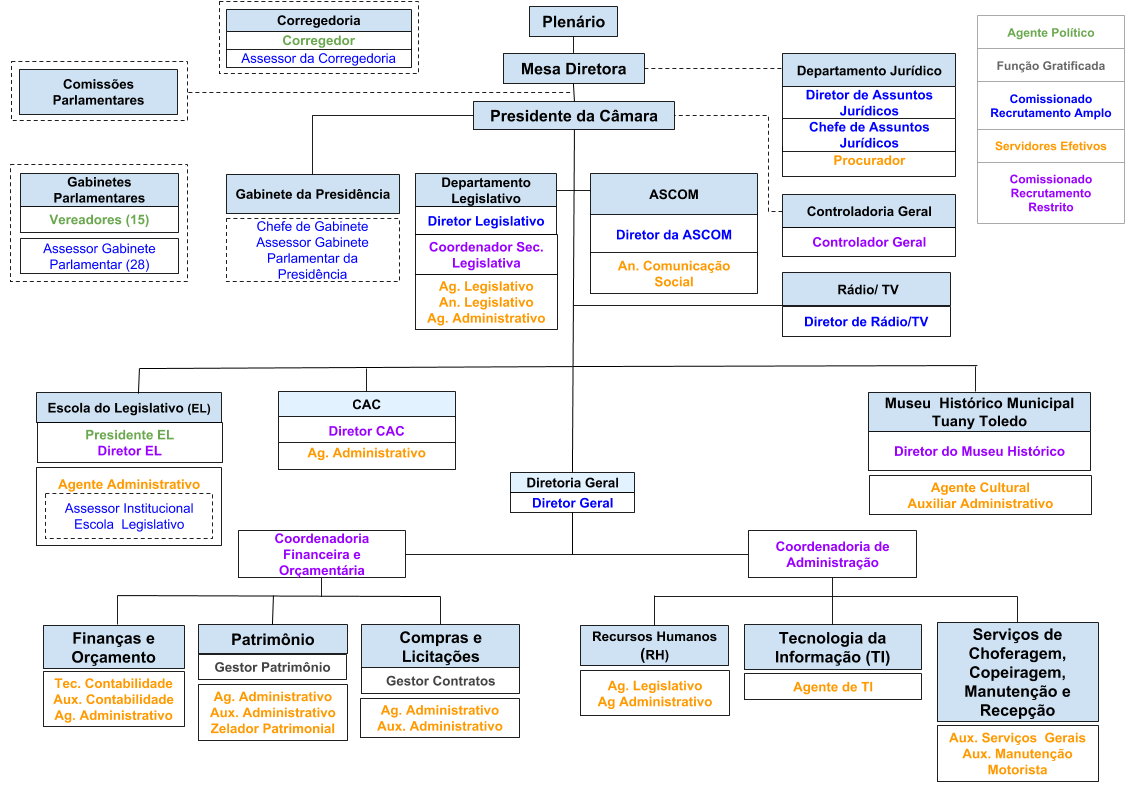 Plenário
Mesa Diretora
Presidente da Câmara
Corregedoria
Corregedor
Assessor da Corregedoria
Comissões
Parlamentares
Gabinetes
Parlamentares
Vereadores (15)
Assessor Gabinete
Parlamentar (28)
Gabinete da Presidência
Chefe de Gabinete
Assessor Gabinete
Parlamentar da
Presidência
Departamento
Legislativo
Diretor Legislativo
Coordenador Sec.
Legislativa
Ag. Legislativo
An. Legislativo
Ag. Administrativo
ASCOM
Diretor da ASCOM
An. Comunicação
Social
Departamento Jurídico
Diretor de Assuntos
Jurídicos
Chefe de Assuntos
Jurídicos
Procurador
Controladoria Geral
Controlador Geral
Rádio/ TV
Diretor de Rádio/TV
Agente Político
Função Gratificada
Comissionado
Recrutamento Amplo
Servidores Efetivos
Comissionado
Recrutamento
Restrito
Escola do Legislativo (EL)
Presidente EL
Diretor EL
Agente Administrativo
Assessor Institucional
Escola Legislativo
CAC
Diretor CAC
Ag. Administrativo
Museu Histórico Municipal
Tuany Toledo
Diretor do Museu Histórico
Agente Cultural
Auxiliar Administrativo
Diretoria Geral
Diretor Geral
Coordenadoria
Financeira e
Orçamentária
Coordenadoria de
Administração
Finanças e
Orçamento
Tec. Contabilidade
Aux. Contabilidade
Ag. Administrativo
Patrimônio
Gestor Patrimônio
Ag. Administrativo
Aux. Administrativo
Zelador Patrimonial
Compras e
Licitações
Gestor Contratos
Ag. Administrativo
Aux. Administrativo
Recursos Humanos
(RH)
Ag. Legislativo
Ag Administrativo
Tecnologia da
Informação (TI)
Agente de TI
Serviços de
Choferagem,
Copeiragem,
Manutenção e
Recepção
Aux. Serviços Gerais
Aux. Manutenção
Motorista